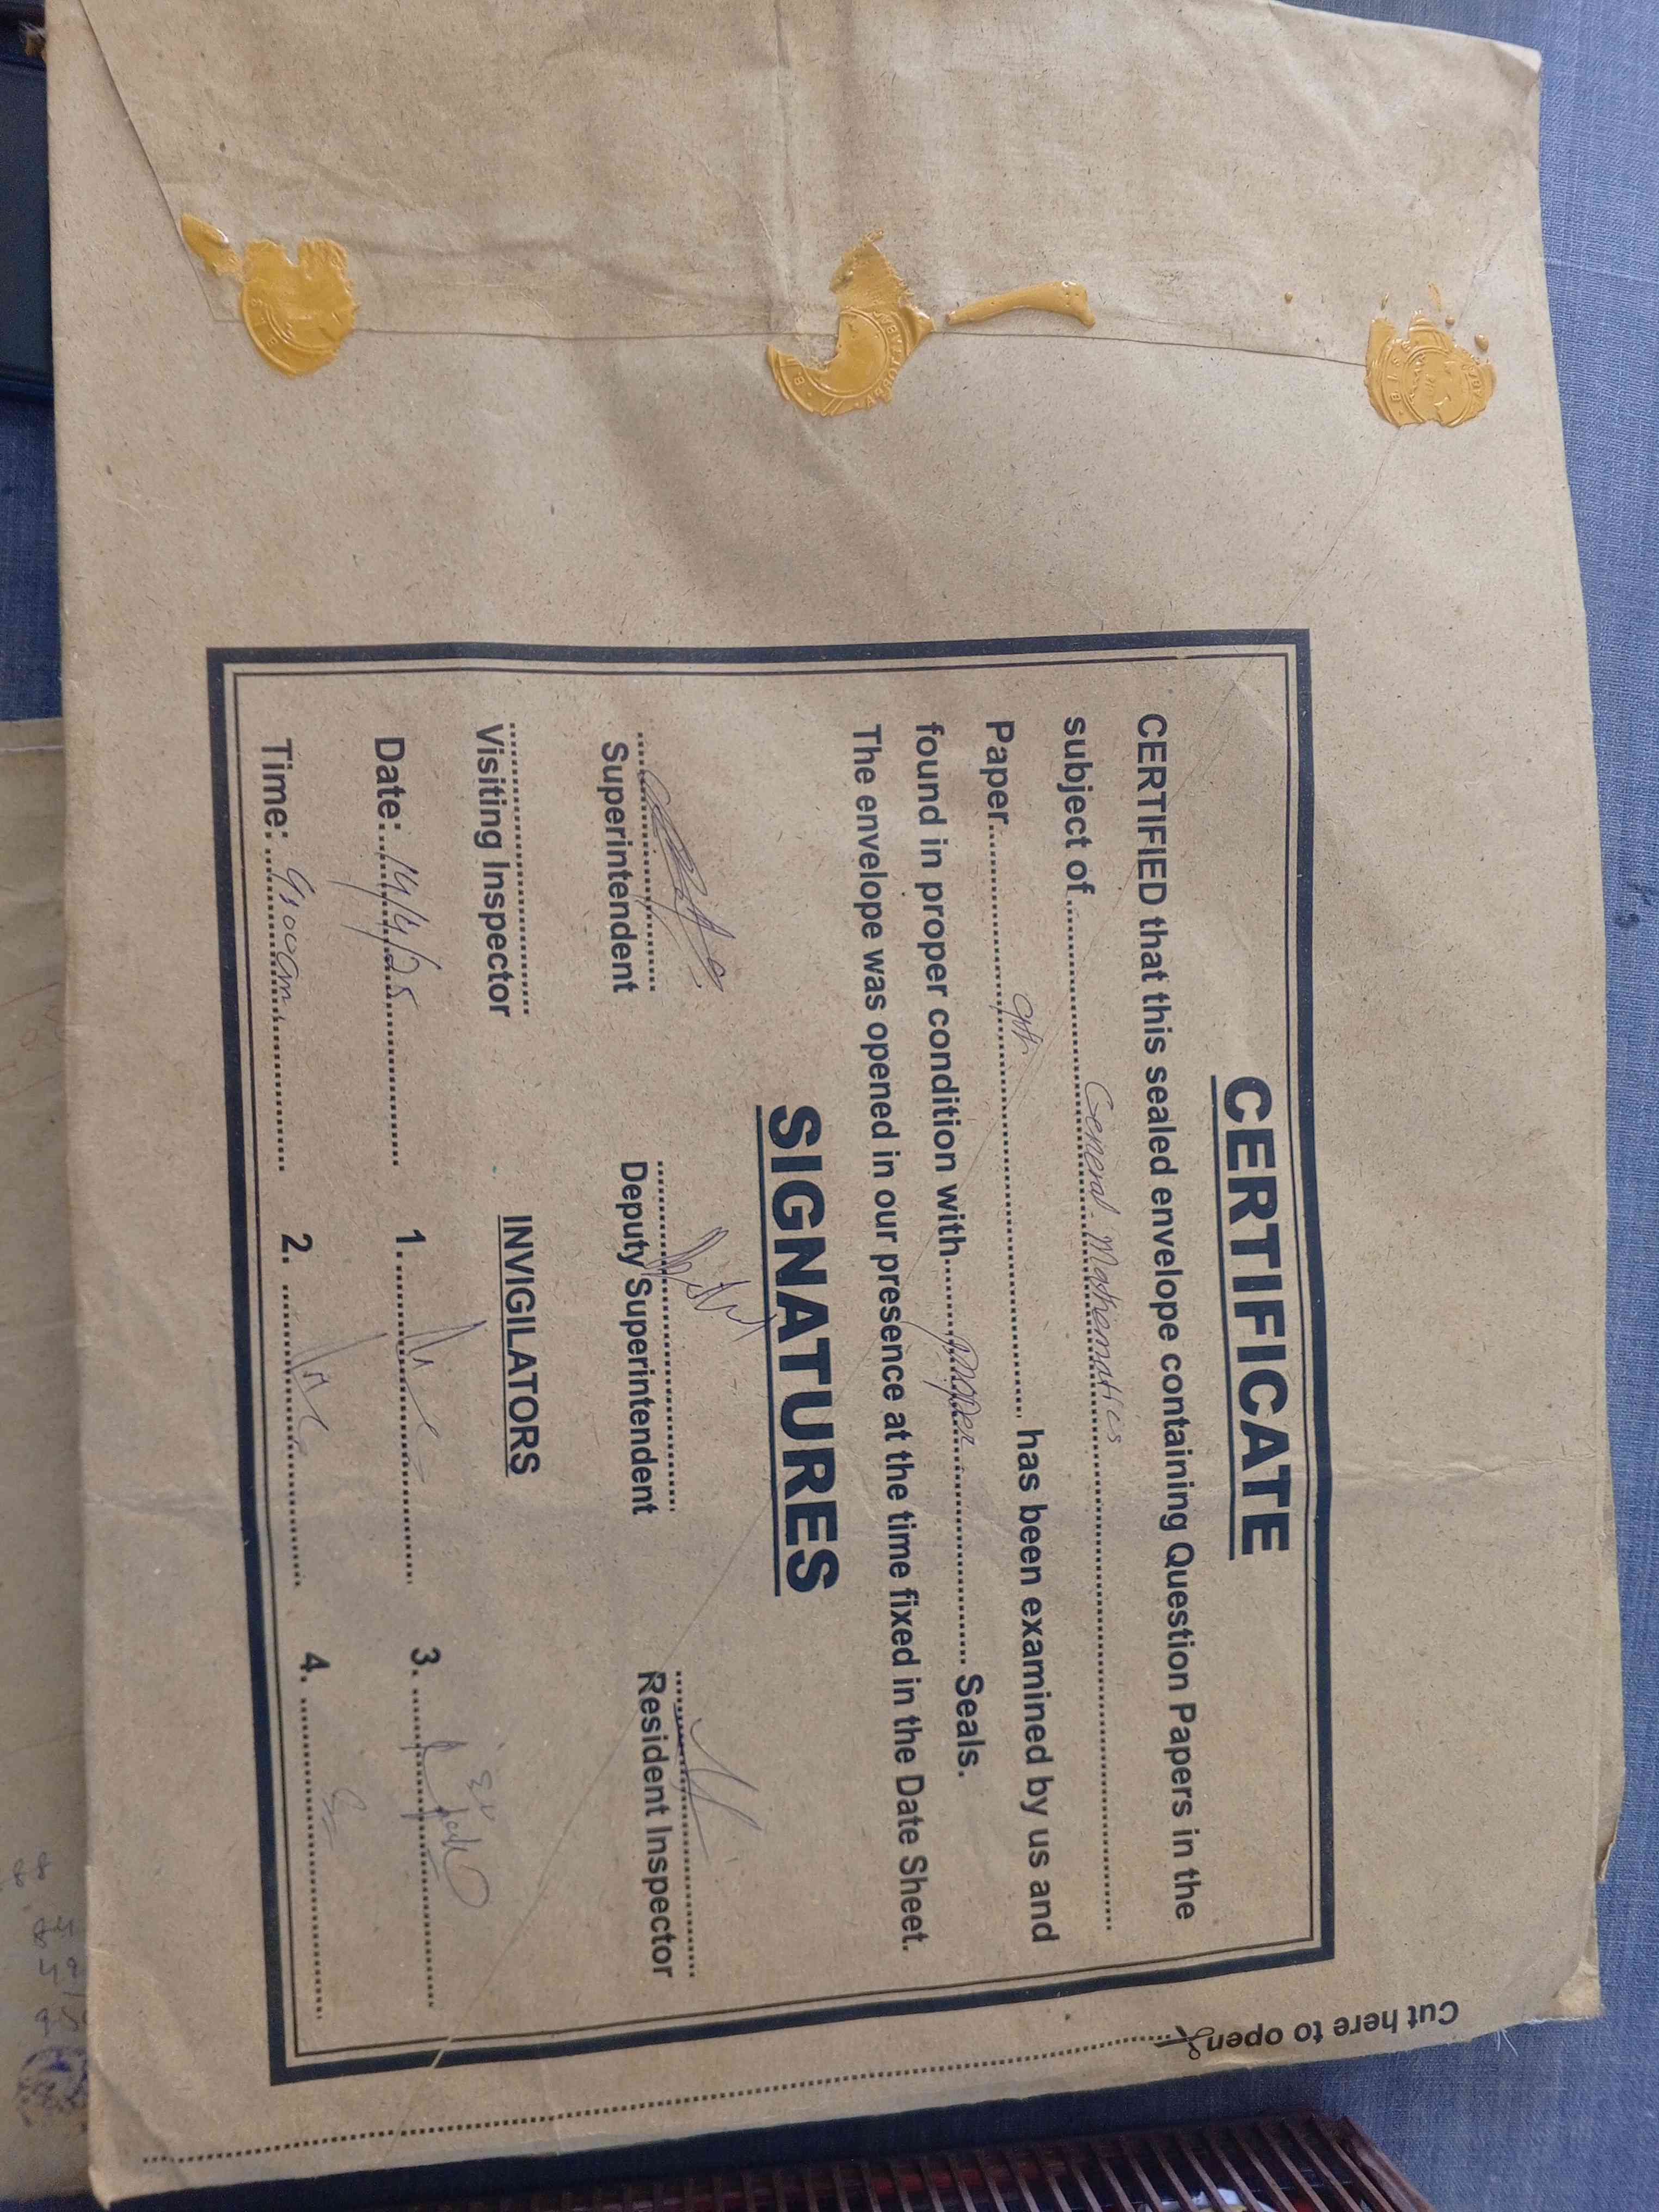 CERTIFICATE
CERTIFIED that this sealed envelope containing Question Papers in the
subject of General Mathematics
Paper 9th has been examined by us and
found in proper condition with proper Seals.
The envelope was opened in our presence at the time fixed in the Date Sheet.
SIGNATURES
Superintendent Deputy Superintendent Resident Inspector
Visiting Inspector INVIGILATORS
Date: 14/4/25 1. 3.
Time: 9:00am 2. 4.
Cut here to open